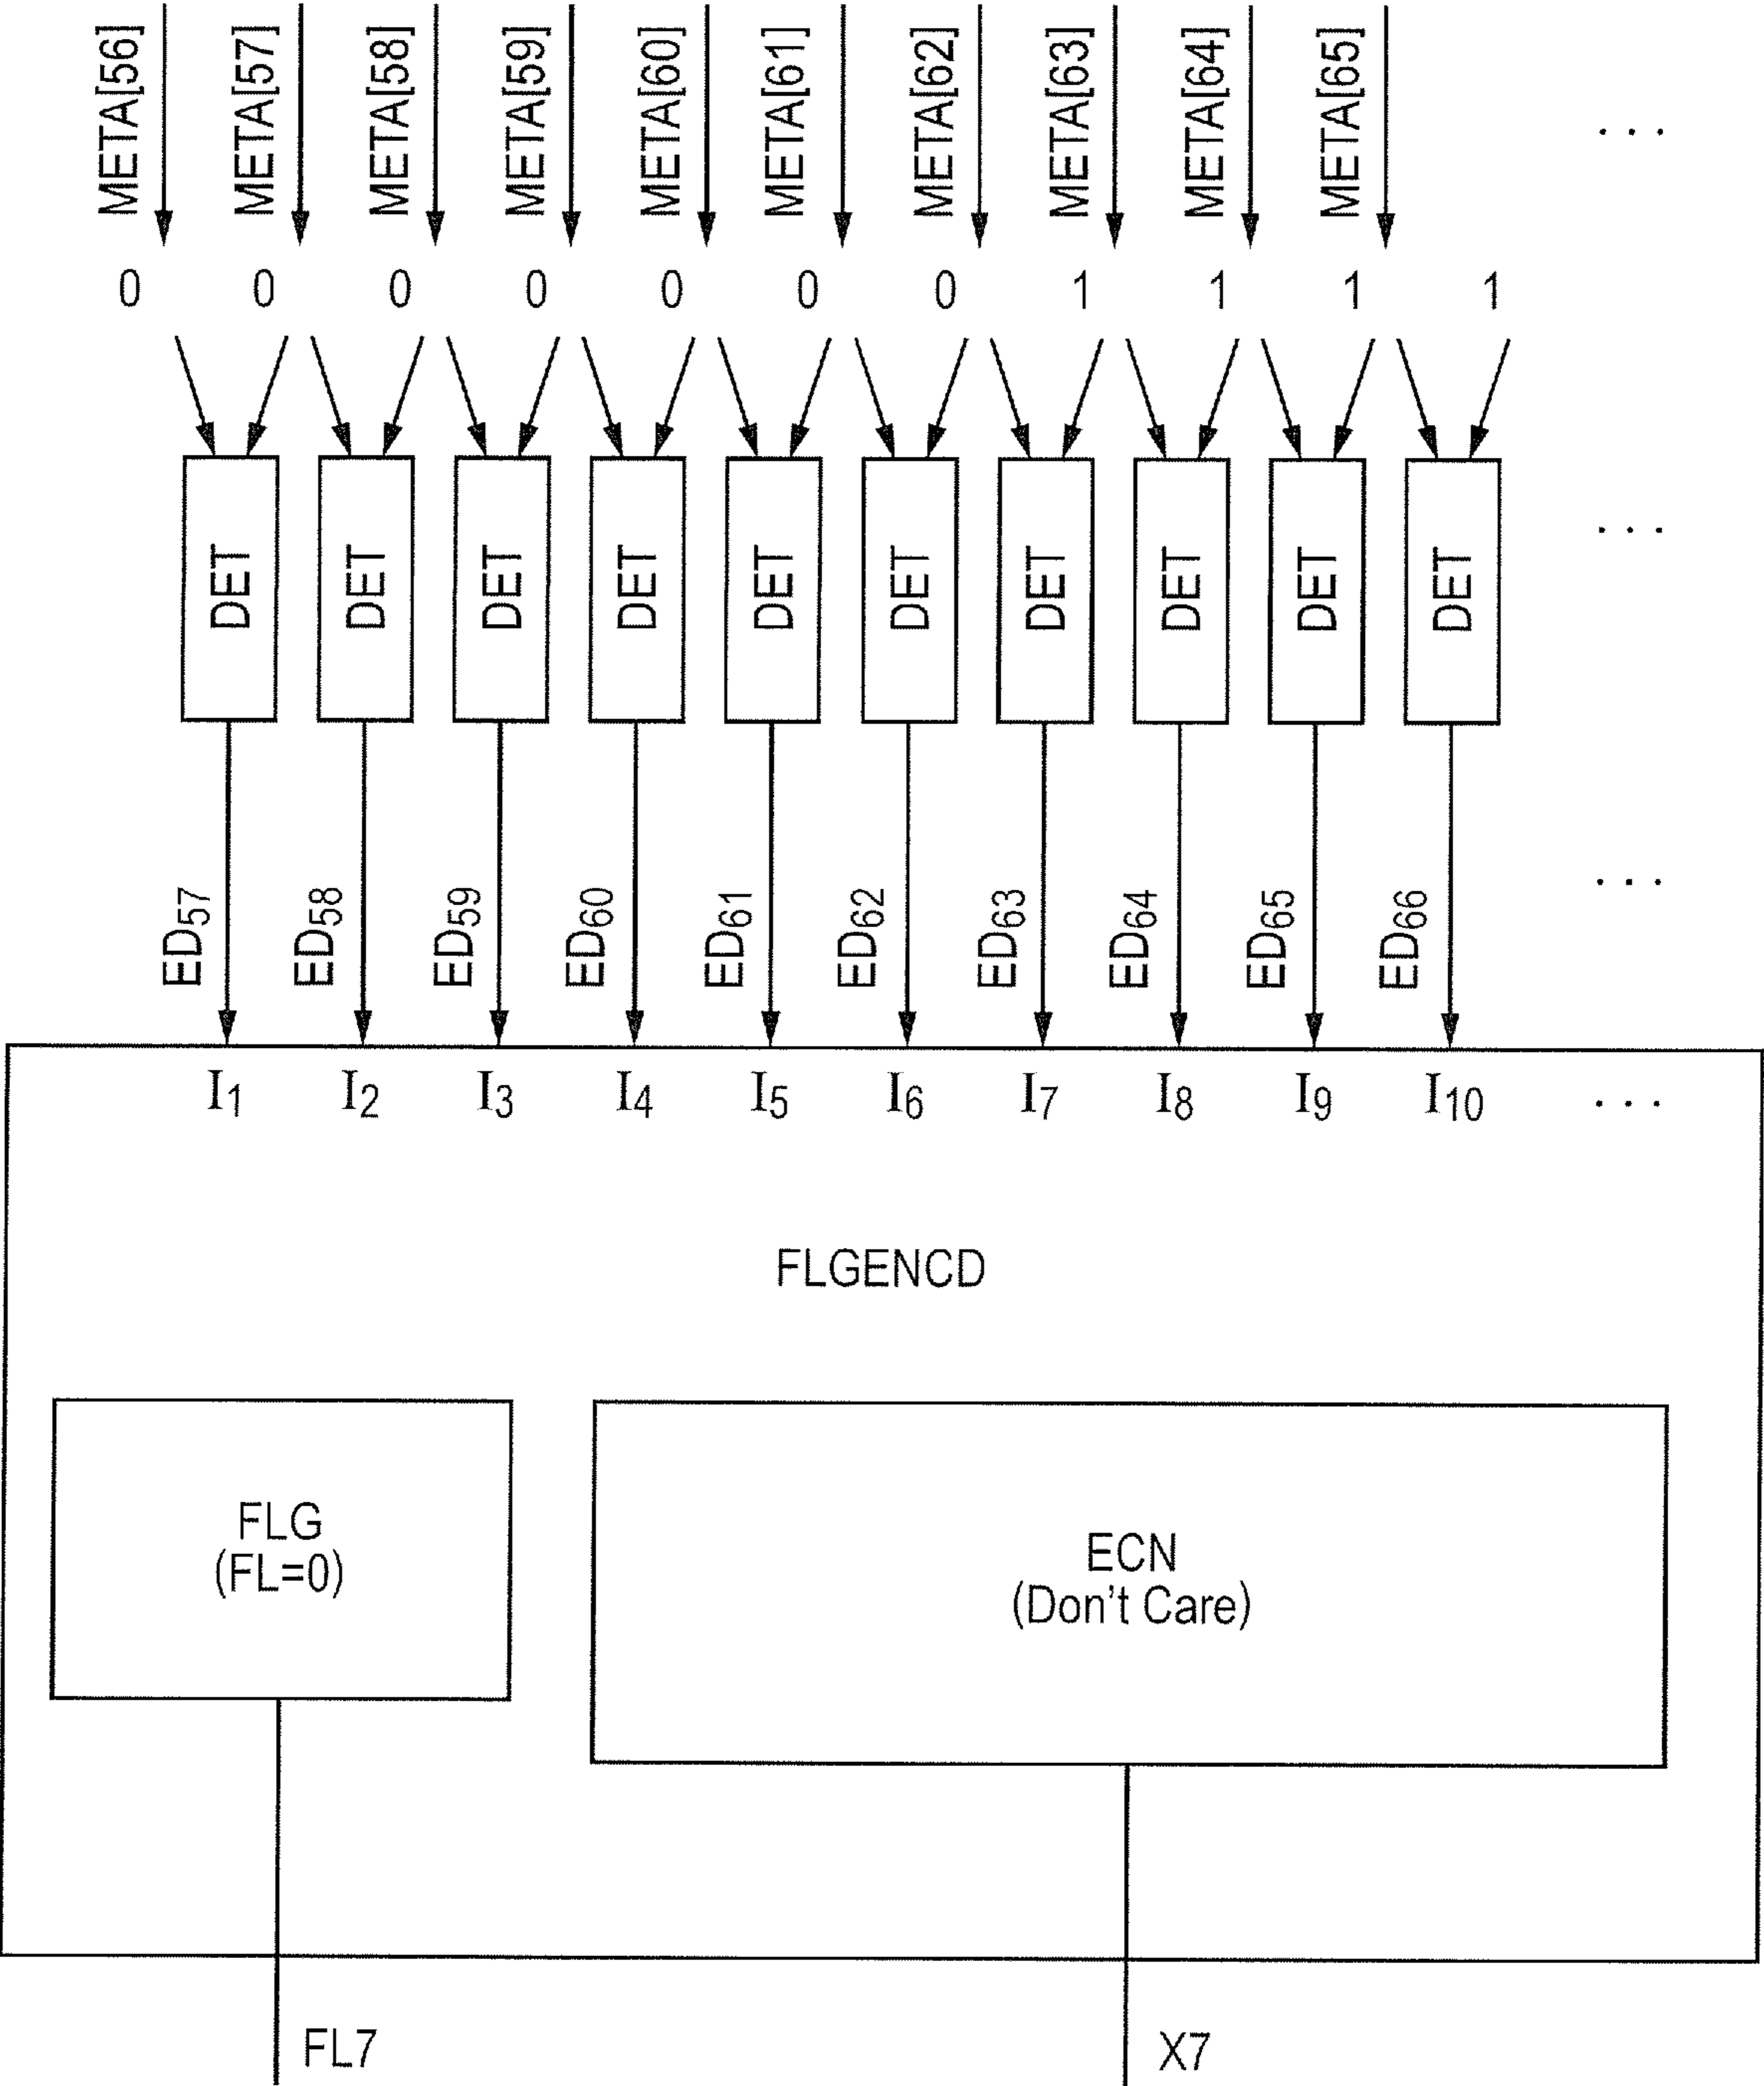 META[56] META[57] META[58] META[59] META[60] META[61] META[62] META[63] META[64] META[65] ...
0 0 0 0 0 0 0 1 1 1 1
DET DET DET DET DET DET DET DET DET DET ...
ED57 ED58 ED59 ED60 ED61 ED62 ED63 ED64 ED65 ED66 ...
I1 I2 I3 I4 I5 I6 I7 I8 I9 I10 ...
FLGENCD
FLG
(FL=0)
ECN
(Don't Care)
FL7 X7